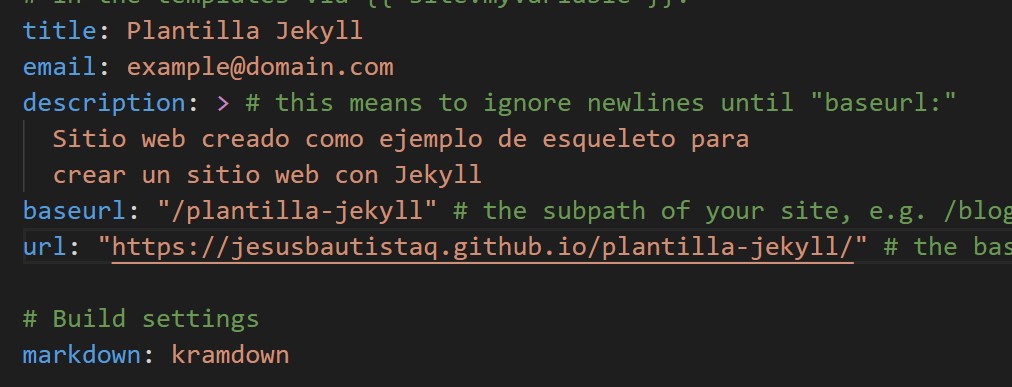 # in the templates via {{ site.myvariable }}.
title: Plantilla Jekyll
email: example@domain.com
description: > # this means to ignore newlines until "baseurl:"
Sitio web creado como ejemplo de esqueleto para
crear un sitio web con Jekyll
baseurl: "/plantilla-jekyll" # the subpath of your site, e.g. /blog
url: "https://jesusbautistaq.github.io/plantilla-jekyll/" # the bas
# Build settings
markdown: kramdown